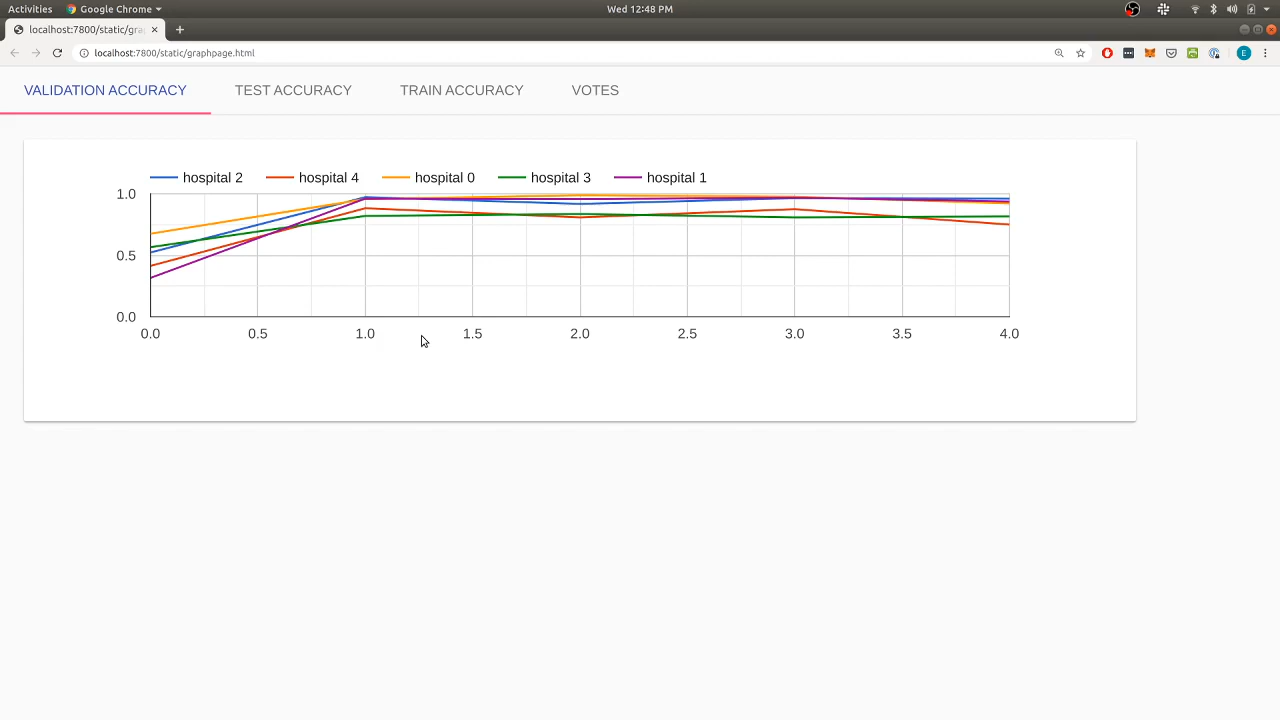 Activities Google Chrome Wed 12:48 PM
localhost:7800/static/gra
localhost:7800/static/graphpage.html E
VALIDATION ACCURACY TEST ACCURACY TRAIN ACCURACY VOTES
hospital 2 hospital 4 hospital 0 hospital 3 hospital 1
1.0
0.5
0.0
0.0 0.5 1.0 1.5 2.0 2.5 3.0 3.5 4.0